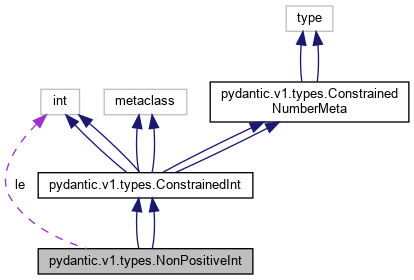 type
pydantic.v1.types.Constrained
NumberMeta
int
metaclass
le
pydantic.v1.types.ConstrainedInt
pydantic.v1.types.NonPositiveInt